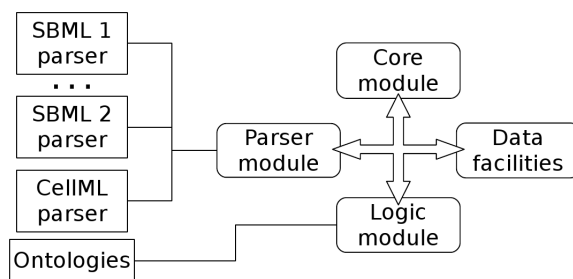 SBML 1
parser
...
SBML 2
parser
CellML
parser
Ontologies
Parser
module
Core
module
Data
facilities
Logic
module